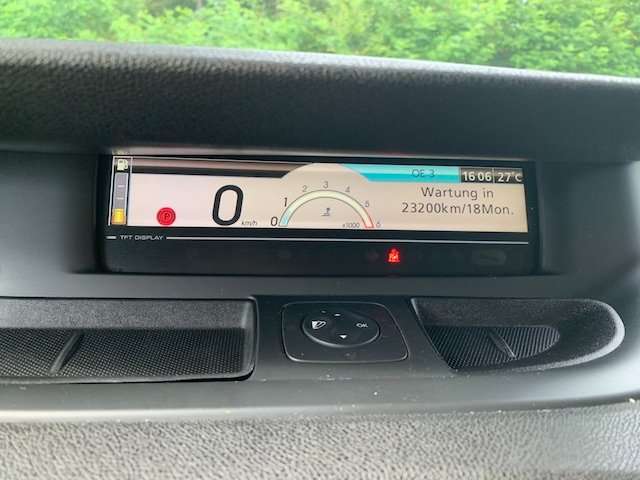 OE 3
16 06 27°C
Wartung in
23200km/18Mon.
P
0
km/h
0 1 2 3 4 5 6
x1000
TFT DISPLAY
OK